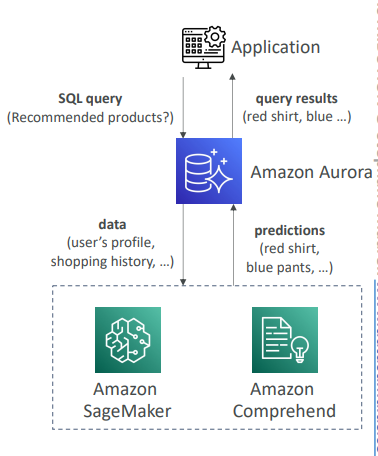 Application
SQL query
(Recommended products?)
query results
(red shirt, blue ...)
Amazon Aurora
data
(user's profile,
shopping history, ...)
predictions
(red shirt,
blue pants, ...)
Amazon
SageMaker
Amazon
Comprehend